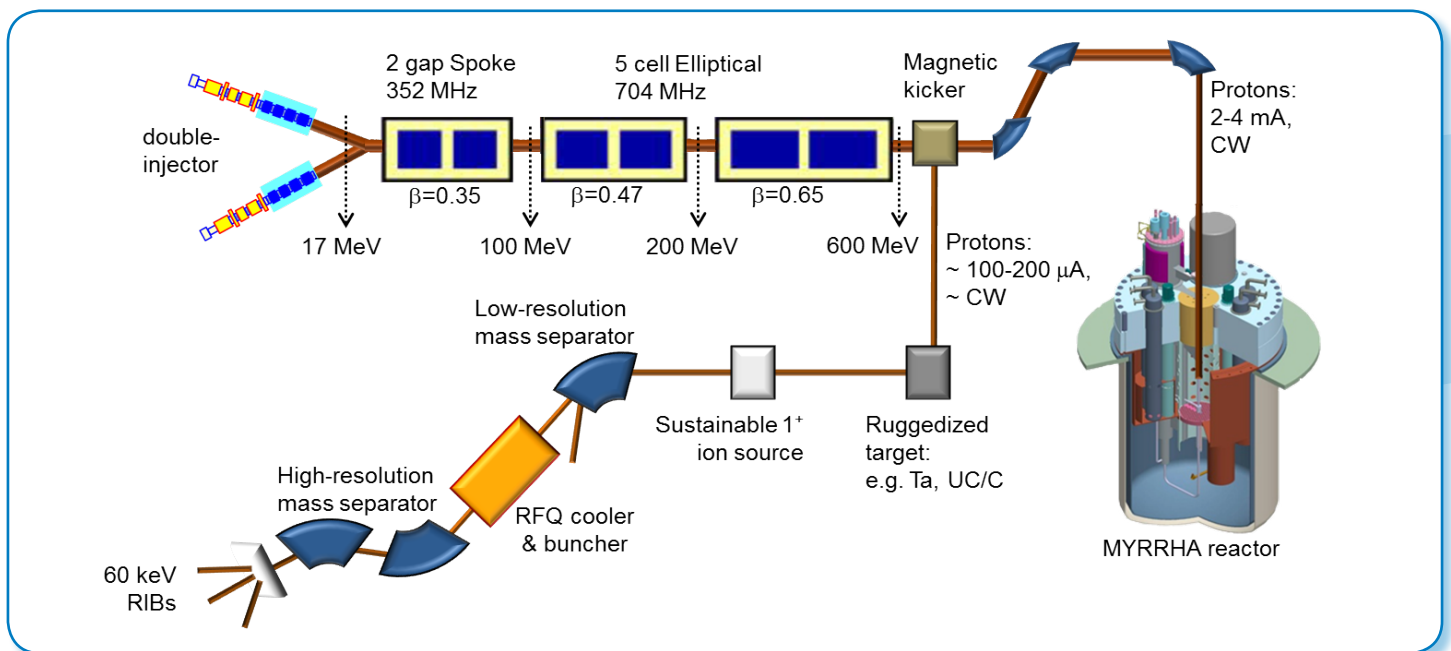 2 gap Spoke
352 MHz
5 cell Elliptical
704 MHz
Magnetic
kicker
Protons:
2-4 mA,
CW
double-
injector
β=0.35
β=0.47
β=0.65
17 MeV
100 MeV
200 MeV
600 MeV
Protons:
~ 100-200 μA,
~ CW
Low-resolution
mass separator
Sustainable 1⁺
ion source
Ruggedized
target:
e.g. Ta, UC/C
High-resolution
mass separator
RFQ cooler
& buncher
60 keV
RIBs
MYRRHA reactor